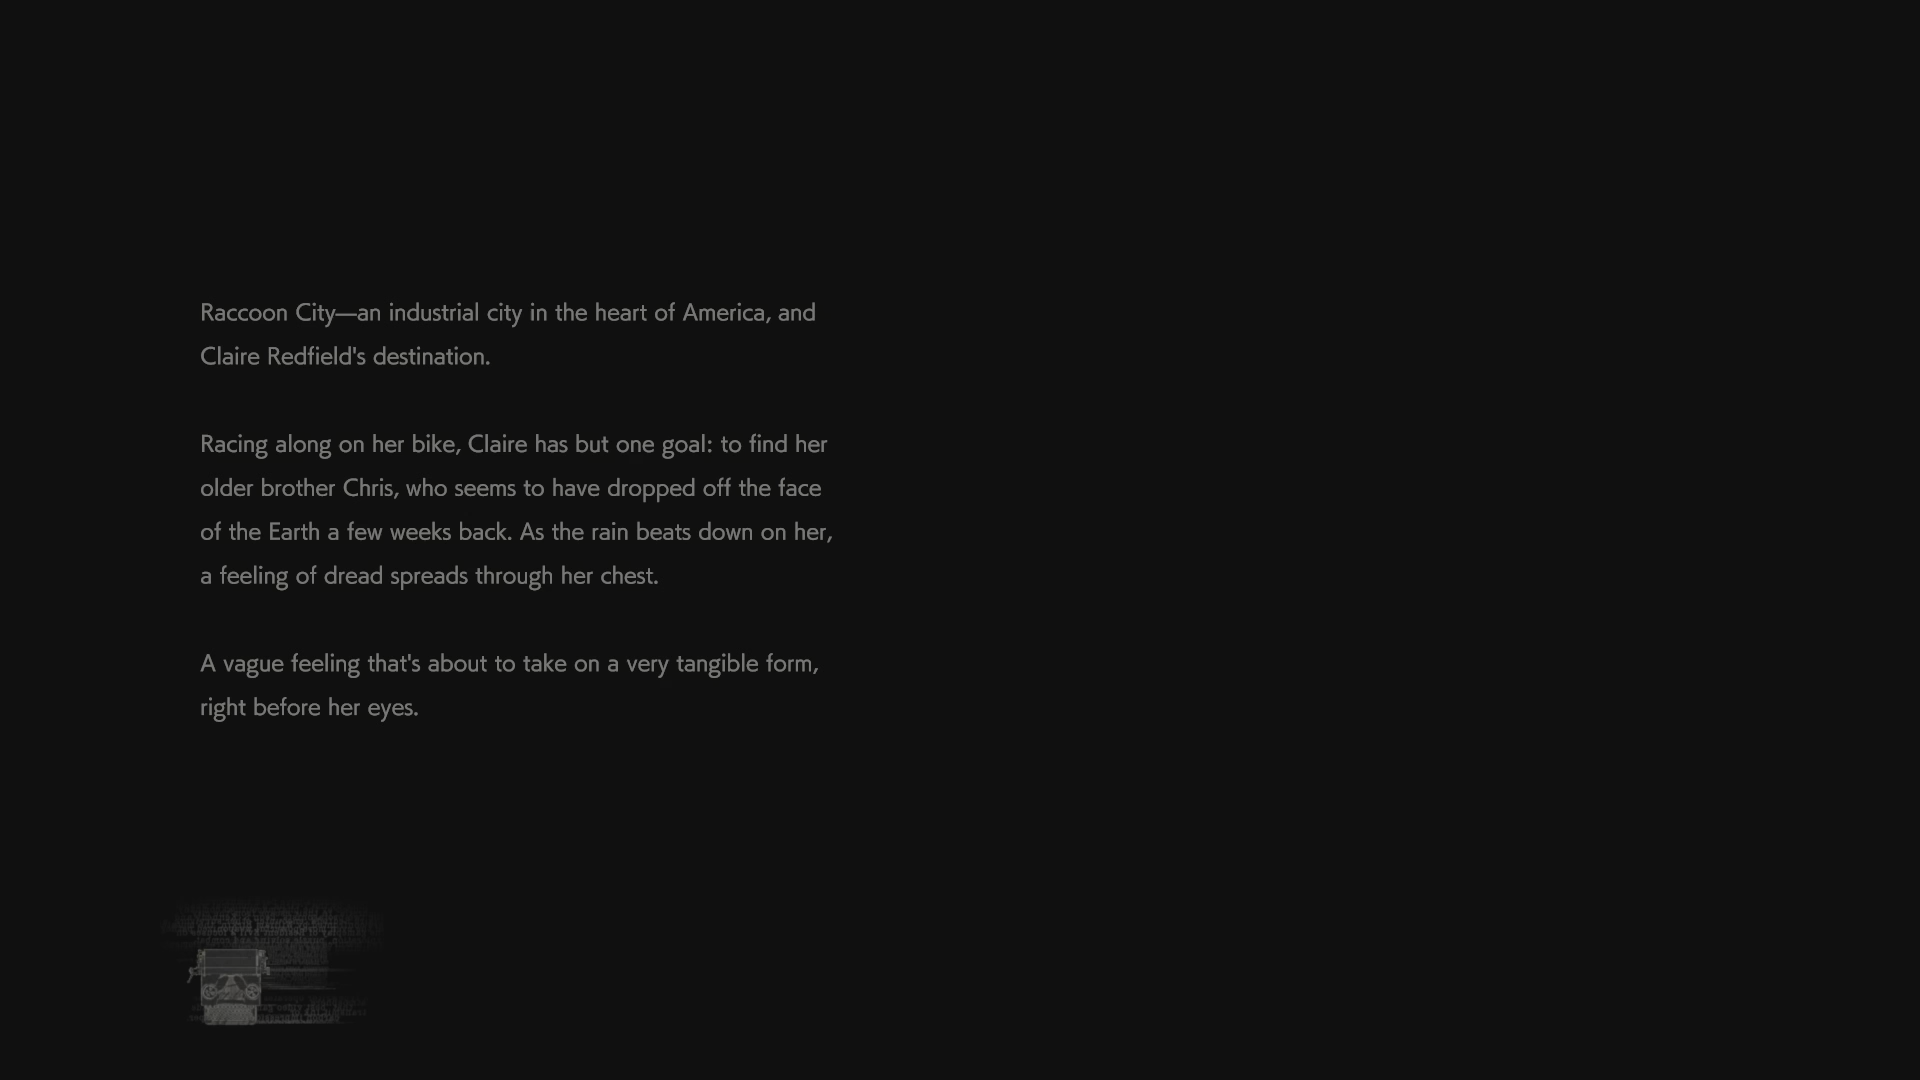 Raccoon City—an industrial city in the heart of America, and
Claire Redfield's destination.
Racing along on her bike, Claire has but one goal: to find her
older brother Chris, who seems to have dropped off the face
of the Earth a few weeks back. As the rain beats down on her,
a feeling of dread spreads through her chest.
A vague feeling that's about to take on a very tangible form,
right before her eyes.